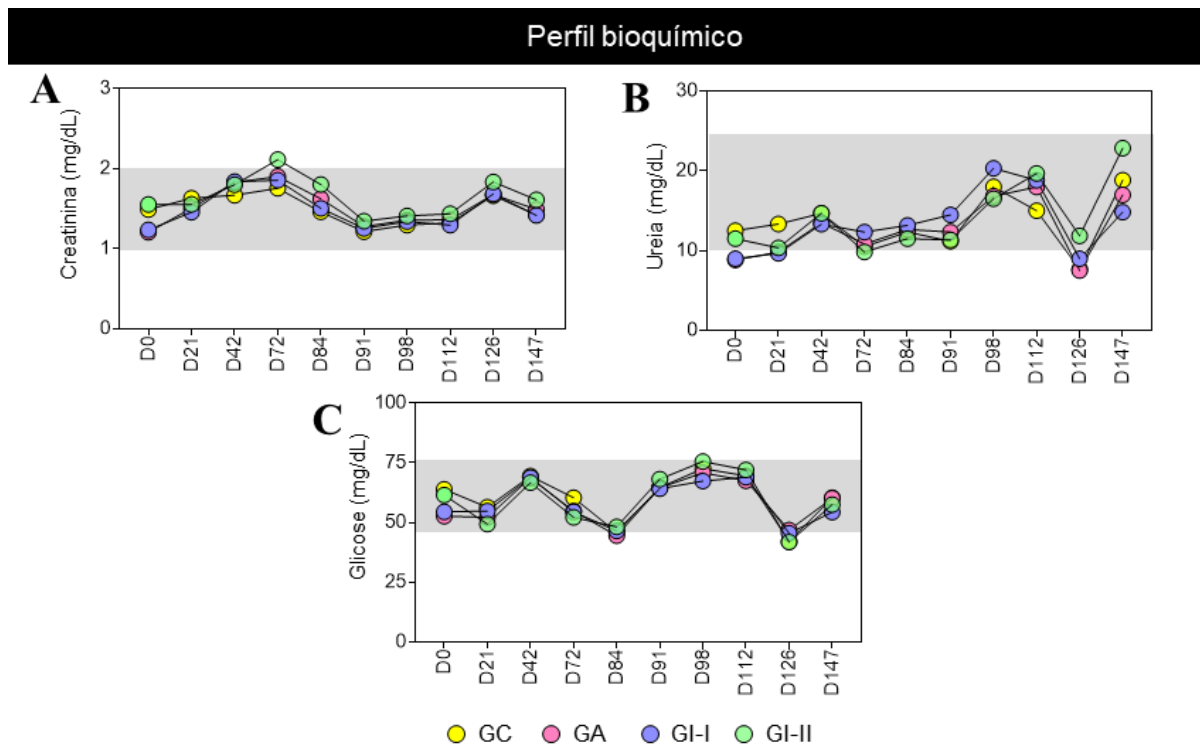 Perfil bioquímico
A
Creatinina (mg/dL)
3
2
1
0
D0 D21 D42 D72 D84 D91 D98 D112 D126 D147
B
Ureia (mg/dL)
30
20
10
0
D0 D21 D42 D72 D84 D91 D98 D112 D126 D147
C
Glicose (mg/dL)
100
75
50
25
0
D0 D21 D42 D72 D84 D91 D98 D112 D126 D147
GC GA GI-I GI-II